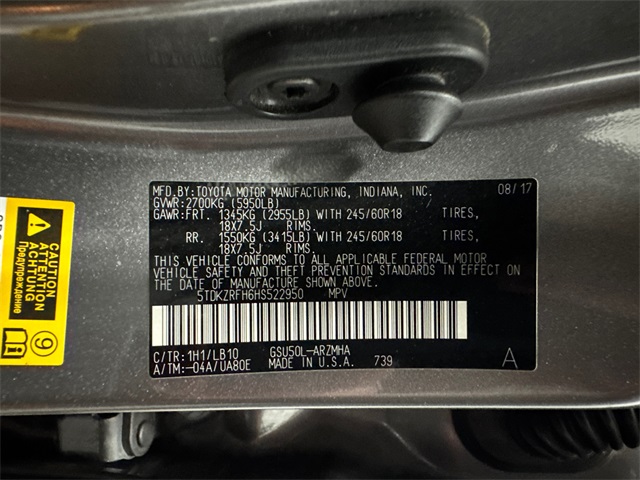 MFD.BY:TOYOTA MOTOR MANUFACTURING, INDIANA, INC. 08/17
GVWR:2700KG (5950LB)
GAWR:FRT. 1345KG (2955LB) WITH 245/60R18 TIRES,
18X7.5J RIMS.
RR. 1550KG (3415LB) WITH 245/60R18 TIRES,
18X7.5J RIMS.
THIS VEHICLE CONFORMS TO ALL APPLICABLE FEDERAL MOTOR
VEHICLE SAFETY AND THEFT PREVENTION STANDARDS IN EFFECT ON
THE DATE OF MANUFACTURE SHOWN ABOVE.
5TDKZRFH6HS522950 MPV
C/TR:1H1/LB10 GSU50L-ARZMHA
A/TM:-04A/UA80E MADE IN U.S.A. 739 A
CAUTION
ATTENTION
ACHTUNG
Предупреждение
9